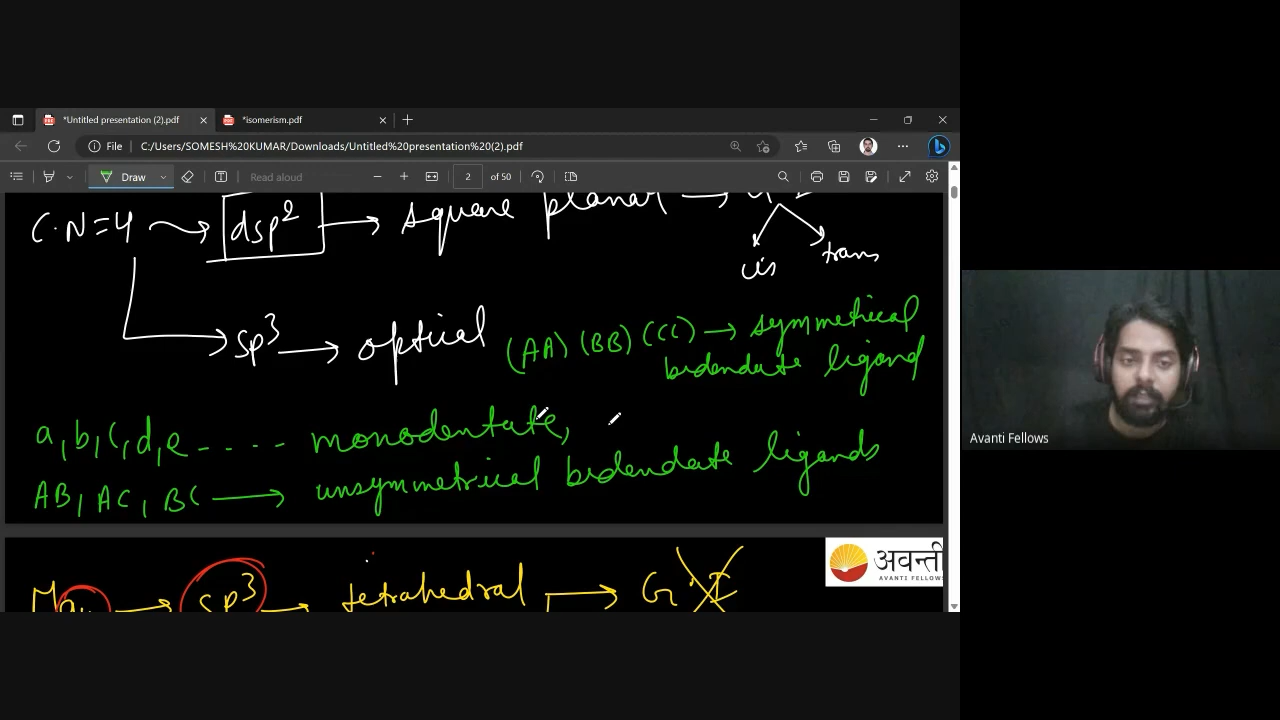 *Untitled presentation (2).pdf
*isomerism.pdf
File
C:/Users/SOMESH%20KUMAR/Downloads/Untitled%20presentation%20(2).pdf
Draw
Read aloud
2 of 50
C.N=4 → dsp² → square planar →
cis trans
sp³ → optical
(AA) (BB) (CC) → symmetrical
bidendate ligand
a, b, c, d, e - . . . - monodentate,
AB, AC, BC → unsymmetrical bidendate ligands
अवन्ती
AVANTI FELLOWS
sp³ → tetrahedral → G.I
Avanti Fellows